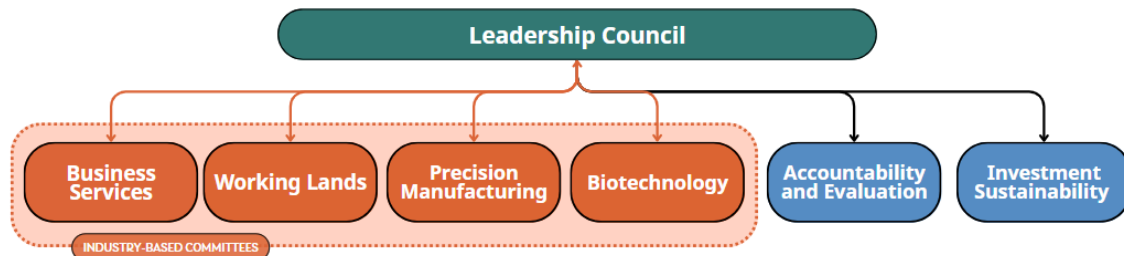 Leadership Council
Business
Services
Working Lands
Precision
Manufacturing
Biotechnology
Accountability
and Evaluation
Investment
Sustainability
INDUSTRY-BASED COMMITTEES